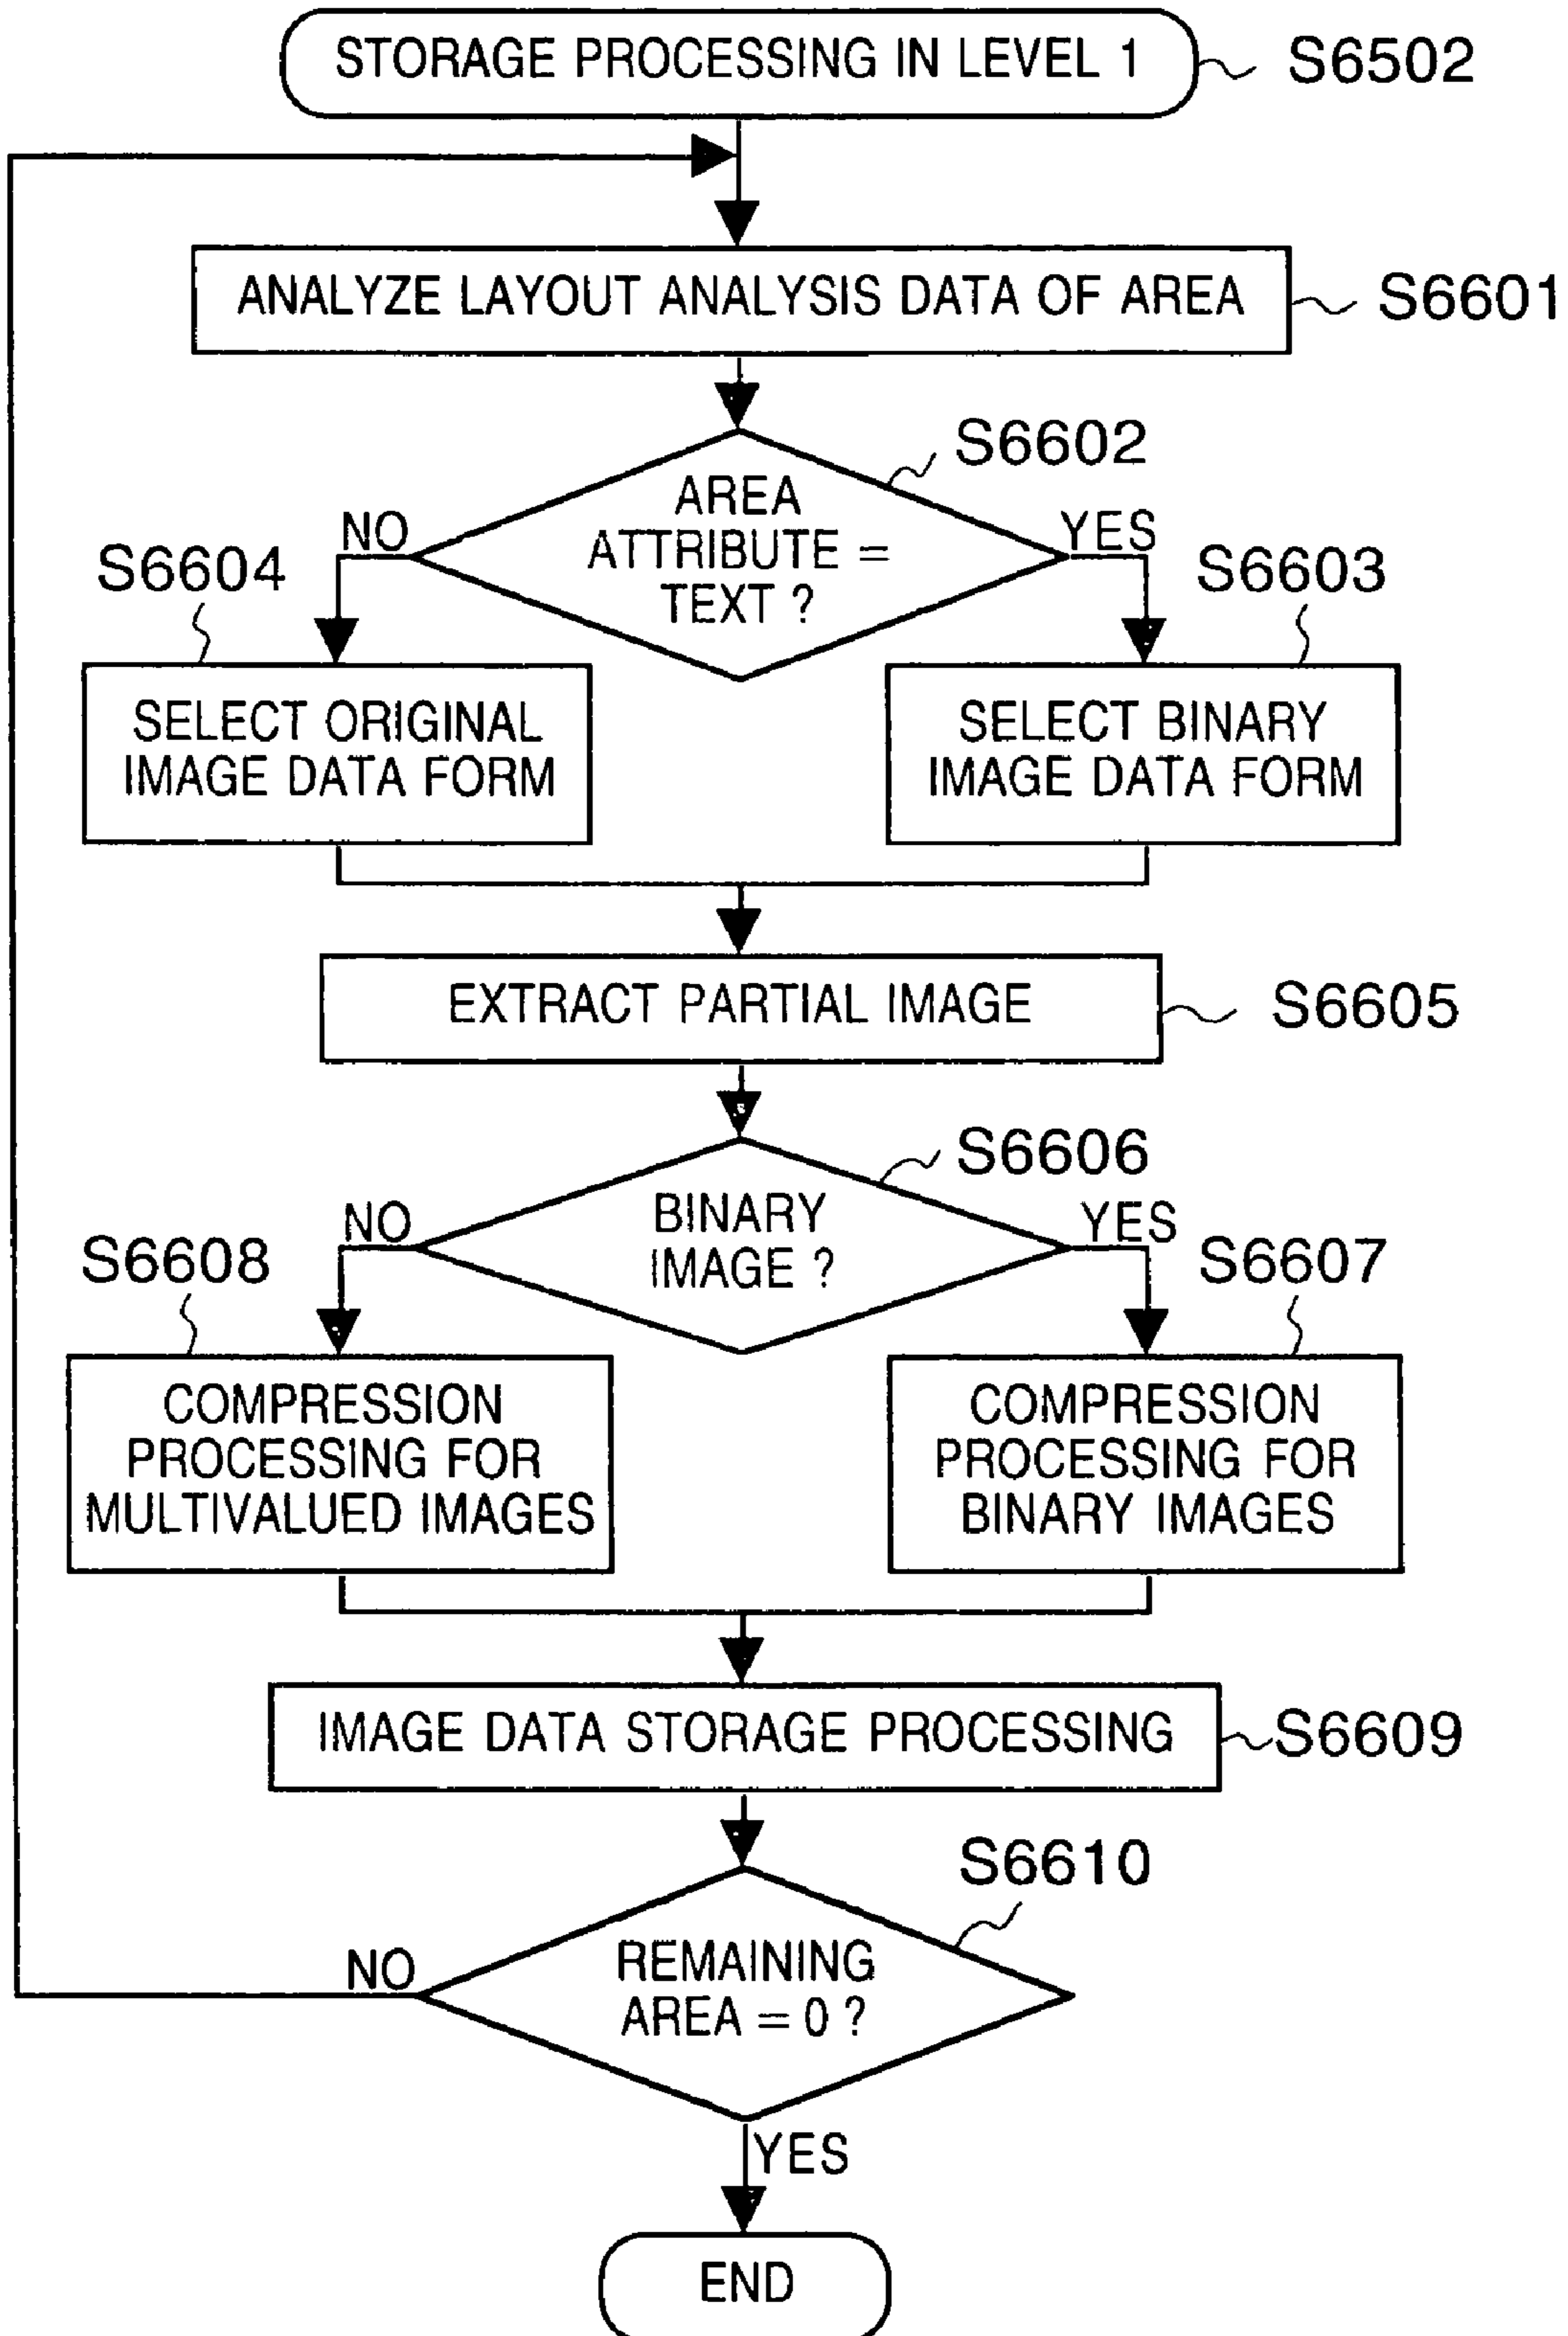 STORAGE PROCESSING IN LEVEL 1
S6502
ANALYZE LAYOUT ANALYSIS DATA OF AREA
S6601
S6602
AREA
ATTRIBUTE =
TEXT ?
NO
YES
S6604
S6603
SELECT ORIGINAL
IMAGE DATA FORM
SELECT BINARY
IMAGE DATA FORM
EXTRACT PARTIAL IMAGE
S6605
S6606
BINARY
IMAGE ?
NO
YES
S6608
S6607
COMPRESSION
PROCESSING FOR
MULTIVALUED IMAGES
COMPRESSION
PROCESSING FOR
BINARY IMAGES
IMAGE DATA STORAGE PROCESSING
S6609
S6610
REMAINING
AREA = 0 ?
NO
YES
END